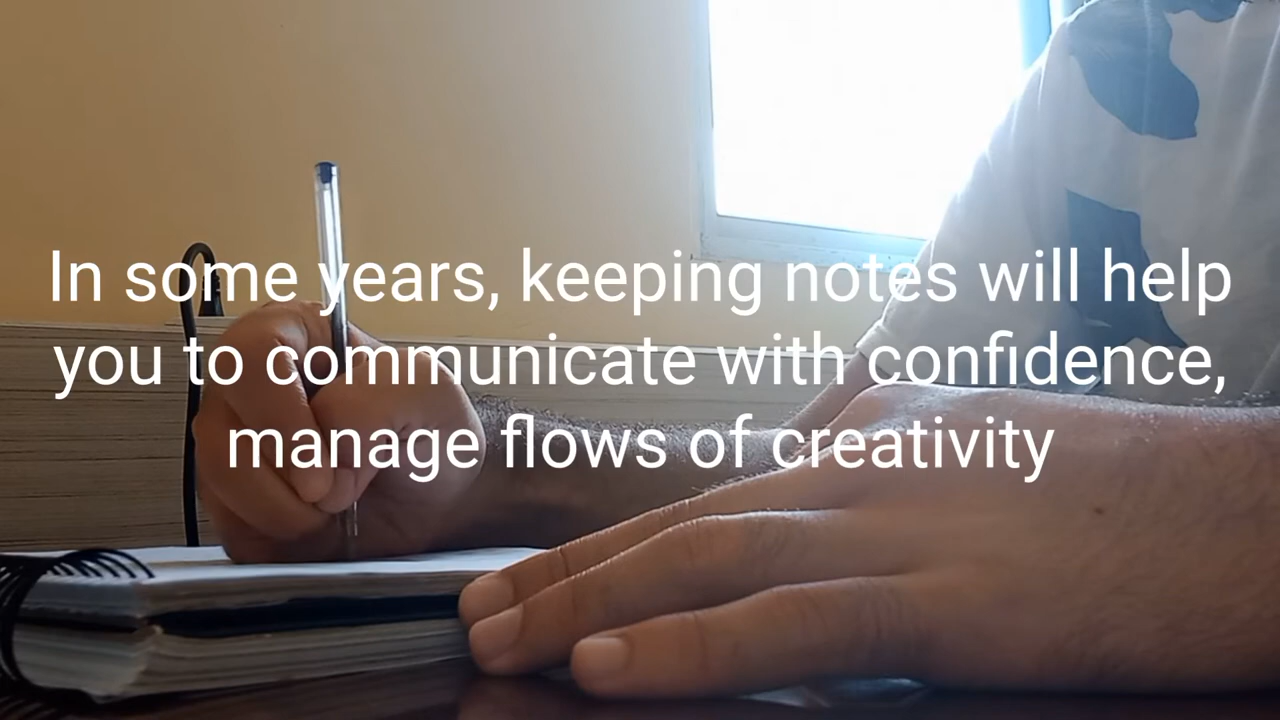 In some years, keeping notes will help
you to communicate with confidence,
manage flows of creativity